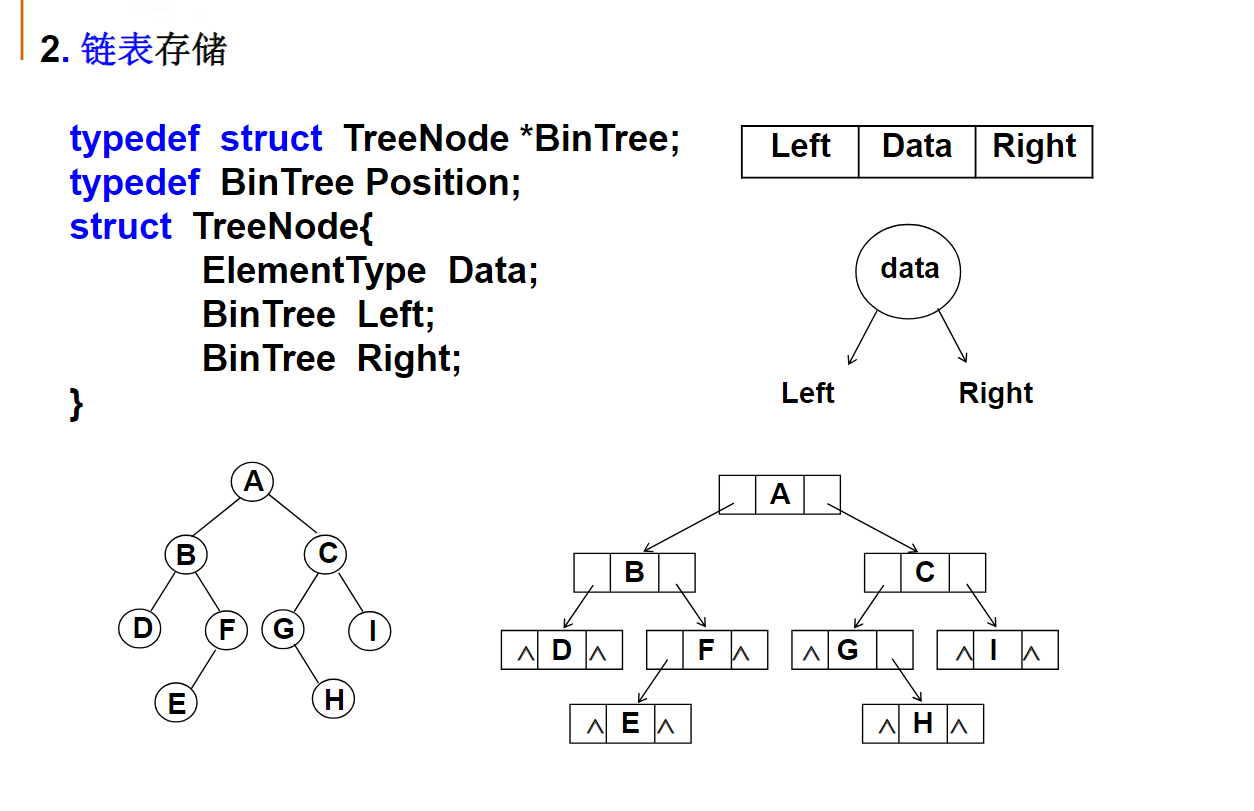 2. 链表存储
typedef struct TreeNode *BinTree;
typedef BinTree Position;
struct TreeNode{
ElementType Data;
BinTree Left;
BinTree Right;
}
Left Data Right
data
Left Right
A
B C
D F G I
E H
A
B C
∧ D ∧ F ∧ ∧ G ∧ I ∧
∧ E ∧ ∧ H ∧